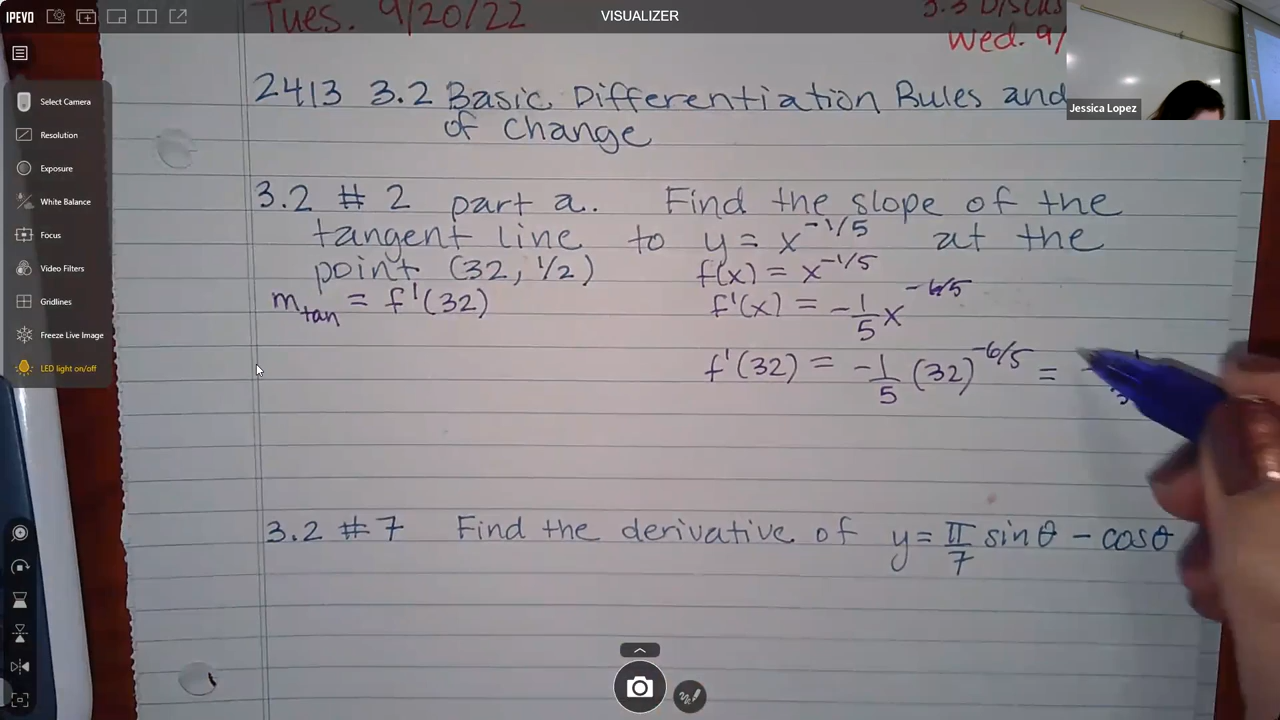 IPEVO
VISUALIZER
Tues. 9/20/22
Wed. 9/
Select Camera
Resolution
Exposure
White Balance
Focus
Video Filters
Gridlines
Freeze Live Image
LED light on/off
Jessica Lopez
2413 3.2 Basic Differentiation Rules and
of Change
3.2 # 2 part a. Find the slope of the
tangent line to y = x^-1/5 at the
point (32, 1/2) f(x) = x^-1/5
m_tan = f'(32) f'(x) = -1/5 x^-6/5
f'(32) = -1/5 (32)^-6/5 =
3.2 #7 Find the derivative of y = π/7 sinθ - cosθ